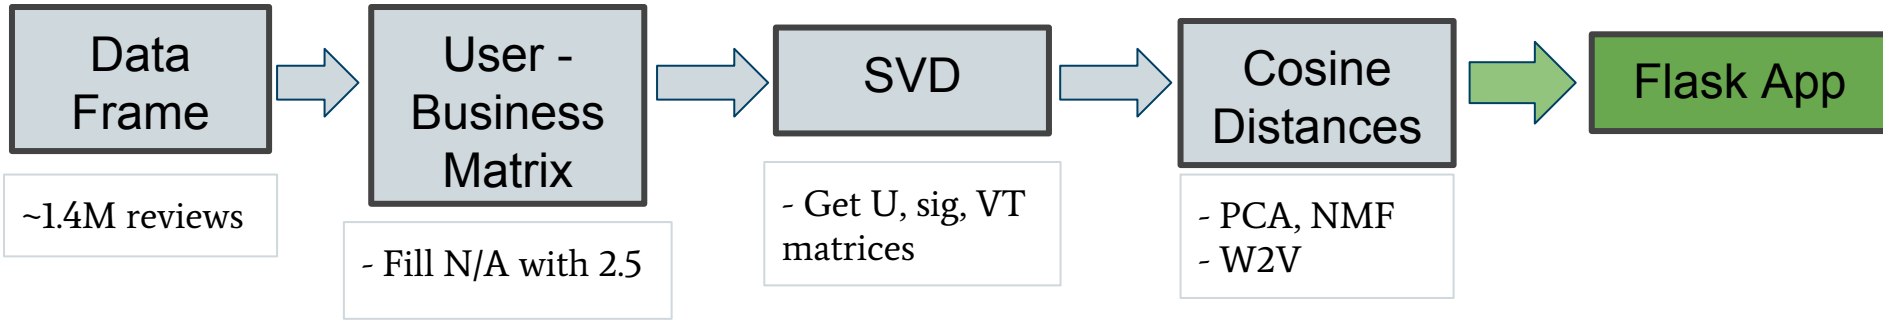 Data
Frame
~1.4M reviews
User -
Business
Matrix
- Fill N/A with 2.5
SVD
- Get U, sig, VT
matrices
Cosine
Distances
- PCA, NMF
- W2V
Flask App